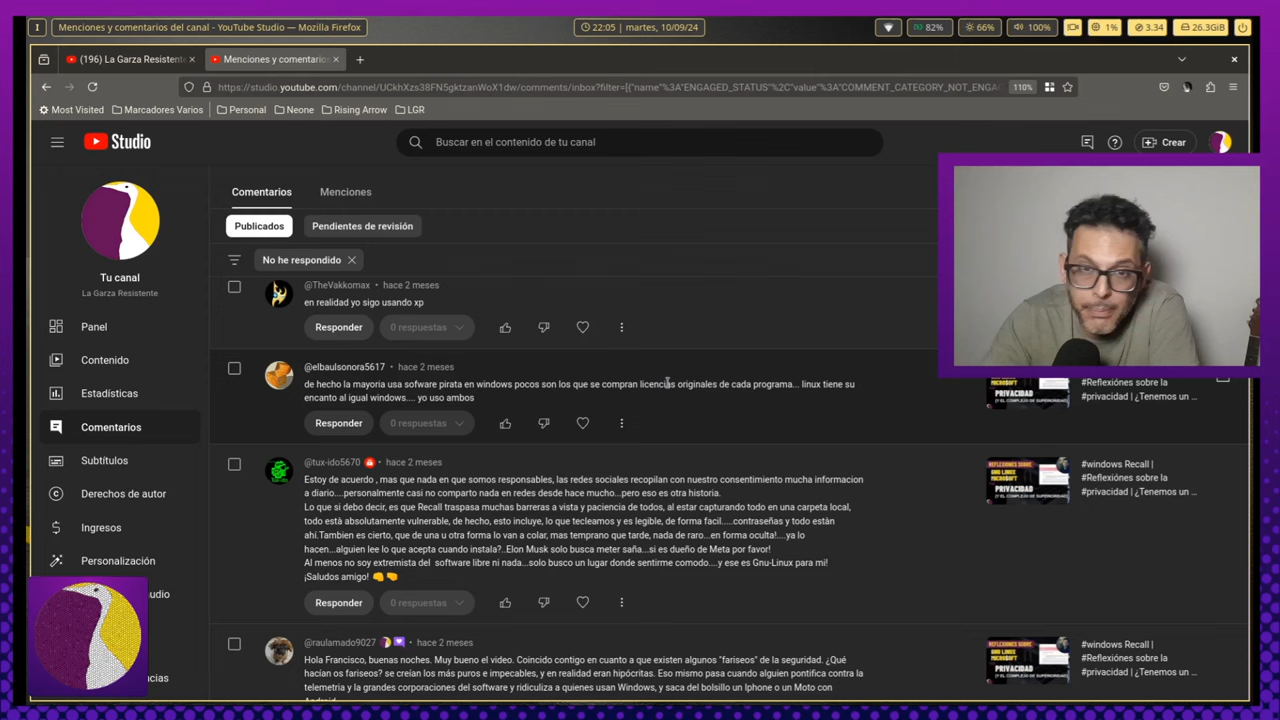 I
Menciones y comentarios del canal - YouTube Studio — Mozilla Firefox
22:05 | martes, 10/09/24
82%
66%
100%
1%
3.34
26.3GiB
(196) La Garza Resistente
Menciones y comentario
https://studio.youtube.com/channel/UCkhXzs38FN5gktzanWoX1dw/comments/inbox?filter=[{"name"%3A"ENGAGED_STATUS"%2C"value"%3A"COMMENT_CATEGORY_NOT_ENGA
110%
Most Visited
Marcadores Varios
Personal
Neone
Rising Arrow
LGR
Studio
Buscar en el contenido de tu canal
Crear
Tu canal
La Garza Resistente
Panel
Contenido
Estadísticas
Comentarios
Subtítulos
Derechos de autor
Ingresos
Personalización
Comentarios
Menciones
Publicados
Pendientes de revisión
No he respondido
@TheVakkomax • hace 2 meses
en realidad yo sigo usando xp
Responder
0 respuestas
@elbaulsonora5617 • hace 2 meses
de hecho la mayoria usa sofware pirata en windows pocos son los que se compran licencias originales de cada programa... linux tiene su
encanto al igual windows.... yo uso ambos
Responder
0 respuestas
#Reflexiónes sobre la
#privacidad | ¿Tenemos un ...
PRIVACIDAD
(Y EL COMPLEJO DE SUPERIORIDAD)
@tux-ido5670 • hace 2 meses
Estoy de acuerdo , mas que nada en que somos responsables, las redes sociales recopilan con nuestro consentimiento mucha informacion
a diario....personalmente casi no comparto nada en redes desde hace mucho...pero eso es otra historia.
Lo que si debo decir, es que Recall traspasa muchas barreras a vista y paciencia de todos, al estar capturando todo en una carpeta local,
todo està absolutamente vulnerable, de hecho, esto incluye, lo que tecleamos y es legible, de forma facil.....contraseñas y todo estàn
ahì.Tambien es cierto, que de una u otra forma lo van a colar, mas temprano que tarde, nada de raro...en forma oculta!....ya lo
hacen...alguien lee lo que acepta cuando instala?..Elon Musk solo busca meter saña...si es dueño de Meta por favor!
Al menos no soy extremista del software libre ni nada...solo busco un lugar donde sentirme comodo....y ese es Gnu-Linux para mi!
¡Saludos amigo!
Responder
0 respuestas
#windows Recall |
#Reflexiónes sobre la
#privacidad | ¿Tenemos un ...
@raulamado9027 • hace 2 meses
Hola Francisco, buenas noches. Muy bueno el video. Coincido contigo en cuanto a que existen algunos "fariseos" de la seguridad. ¿Qué
hacían los fariseos? se creían los más puros e impecables, y en realidad eran hipócritas. Eso mismo pasa cuando alguien pontifica contra la
telemetría y la grandes corporaciones del software y ridiculiza a quienes usan Windows, y saca del bolsillo un Iphone o un Moto con
#windows Recall |
#Reflexiónes sobre la
#privacidad | ¿Tenemos un ...